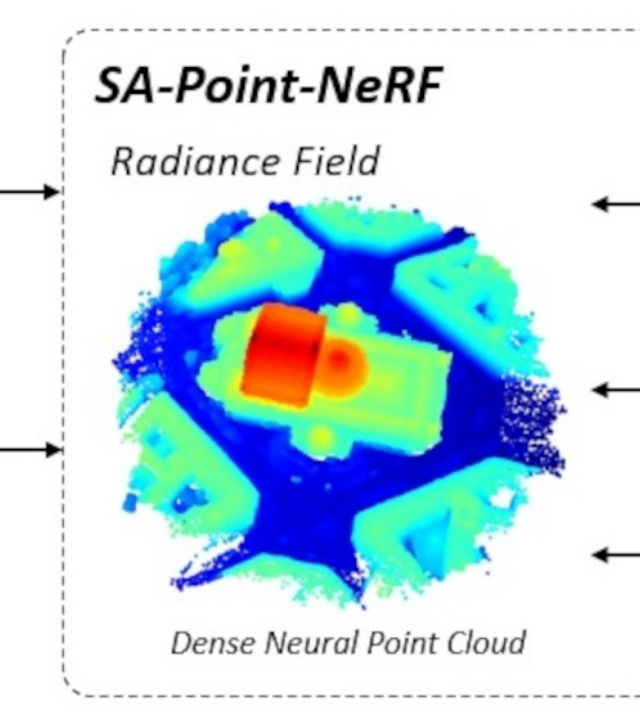 SA-Point-NeRF
Radiance Field
Dense Neural Point Cloud